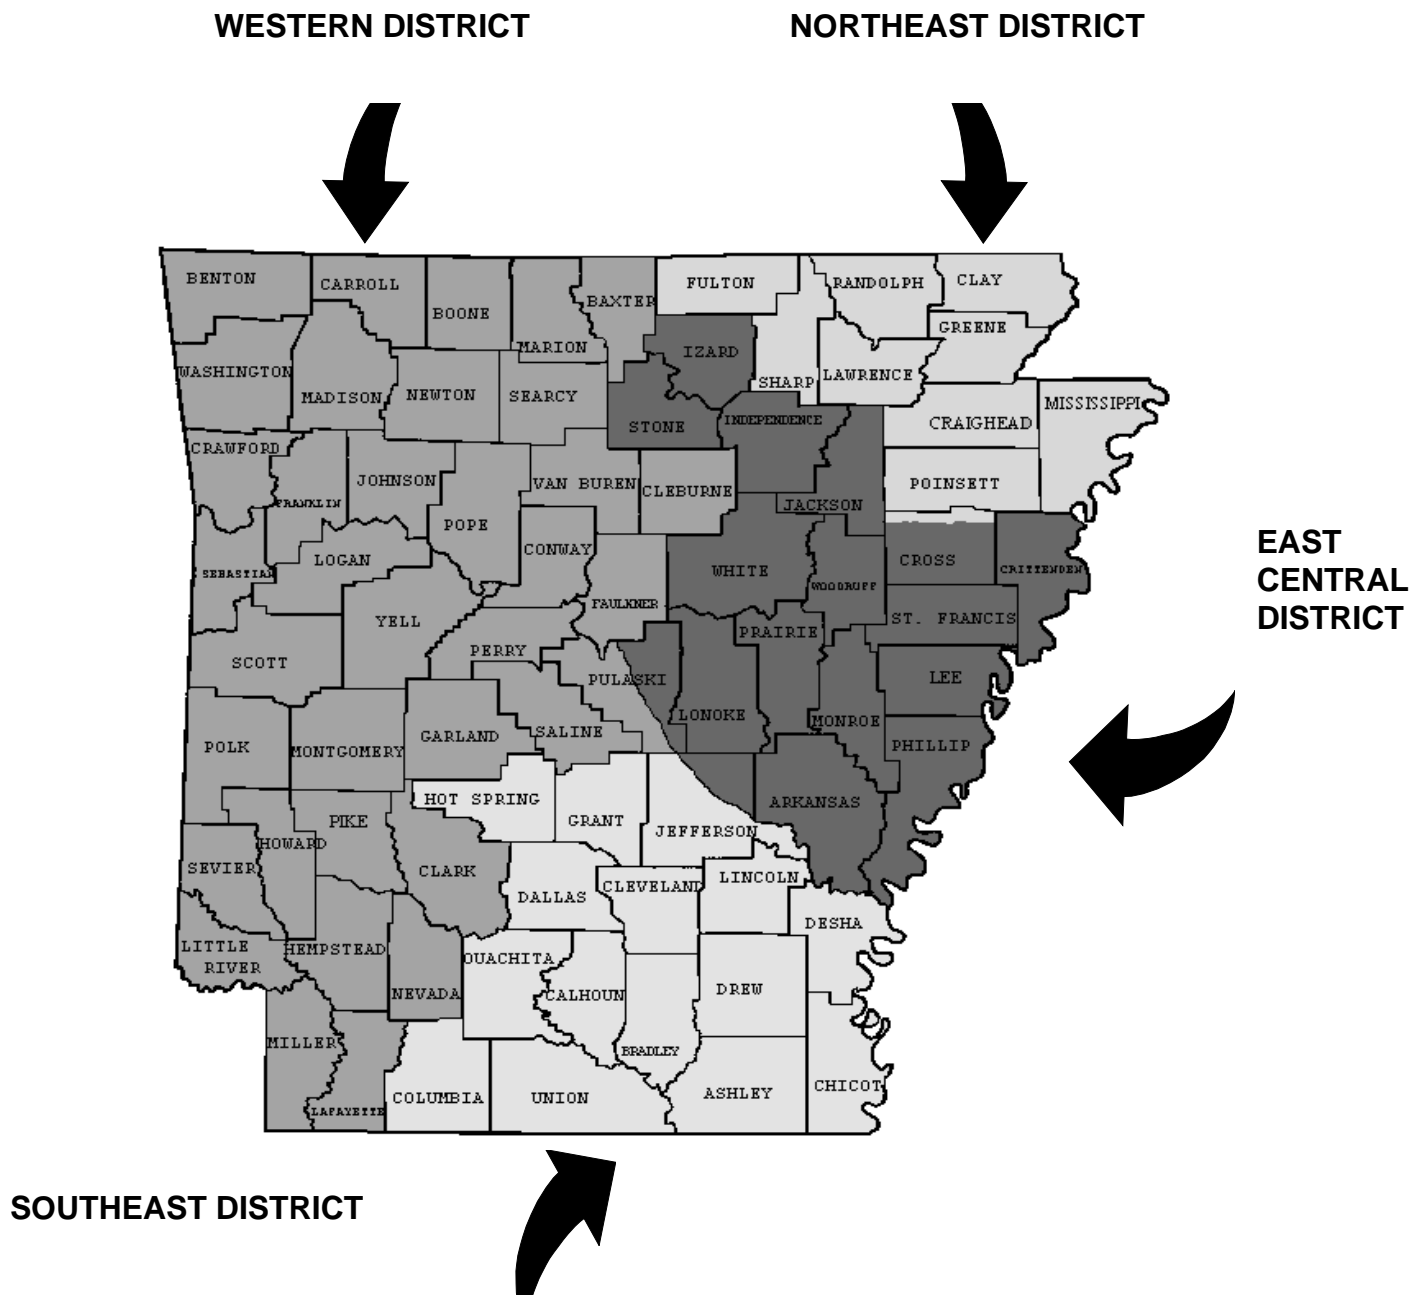 WESTERN DISTRICT
NORTHEAST DISTRICT
BENTON
CARROLL
BOONE
MARION
BAXTER
FULTON
RANDOLPH
CLAY
GREENE
IZARD
SHARP
LAWRENCE
WASHINGTON
MADISON
NEWTON
SEARCY
STONE
INDEPENDENCE
CRAIGHEAD
MISSISSIPPI
CRAWFORD
FRANKLIN
JOHNSON
POPE
VAN BUREN
CLEBURNE
JACKSON
POINSETT
SEBASTIAN
LOGAN
CONWAY
FAULKNER
WHITE
WOODRUFF
CROSS
CRITTENDEN
EAST
CENTRAL
DISTRICT
YELL
SCOTT
PERRY
PULASKI
PRAIRIE
ST. FRANCIS
LEE
POLK
MONTGOMERY
GARLAND
SALINE
LONOKE
MONROE
PHILLIP
HOT SPRING
GRANT
JEFFERSON
ARKANSAS
PIKE
HOWARD
SEVIER
CLARK
DALLAS
CLEVELAND
LINCOLN
DESHA
LITTLE
RIVER
HEMPSTEAD
NEVADA
OUACHITA
CALHOUN
DREW
MILLER
LAFAYETTE
COLUMBIA
UNION
BRADLEY
ASHLEY
CHICOT
SOUTHEAST DISTRICT